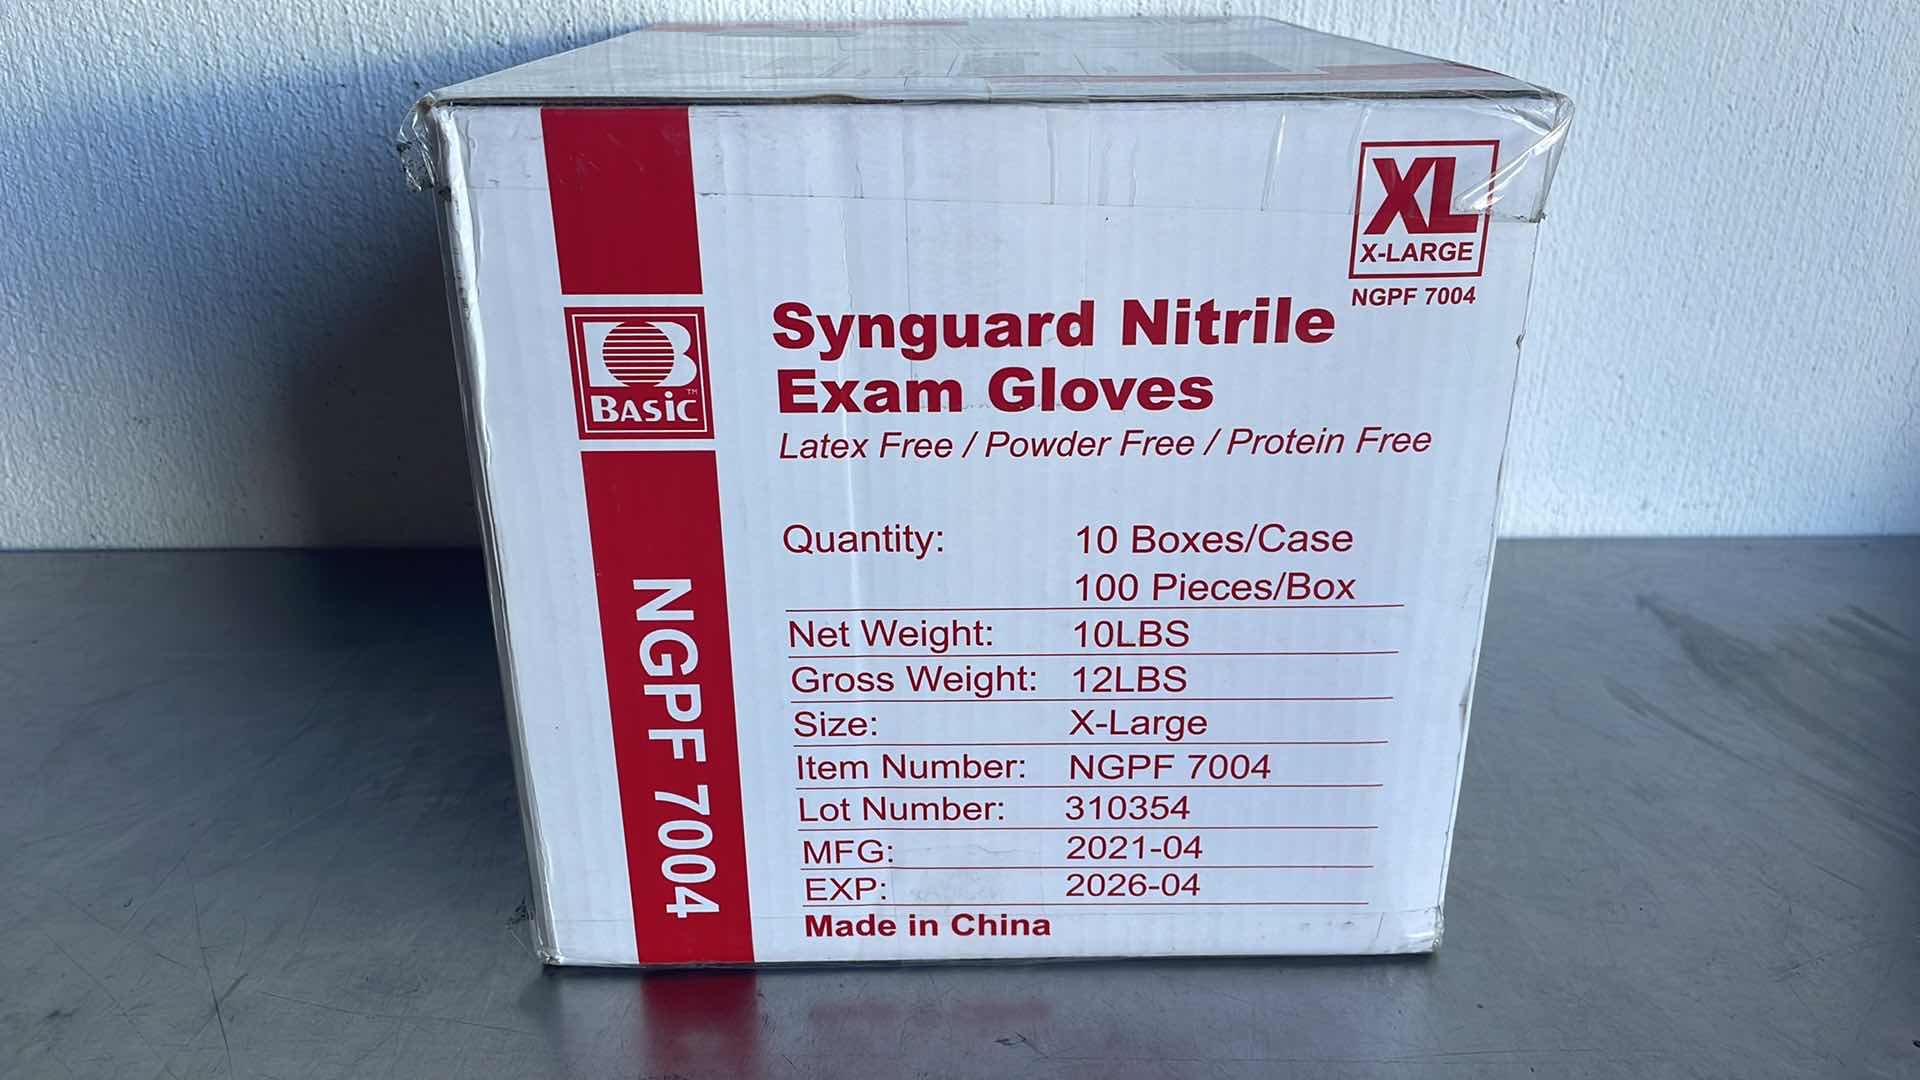 XL
X-LARGE
NGPF 7004
Synguard Nitrile
Exam Gloves
Latex Free / Powder Free / Protein Free
BASiC™
NGPF 7004
Quantity: 10 Boxes/Case
100 Pieces/Box
Net Weight: 10LBS
Gross Weight: 12LBS
Size: X-Large
Item Number: NGPF 7004
Lot Number: 310354
MFG: 2021-04
EXP: 2026-04
Made in China